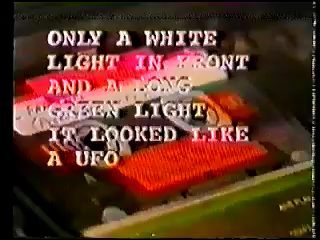 ONLY A WHITE
LIGHT IN FRONT
AND A LONG
GREEN LIGHT
IT LOOKED LIKE
A UFO